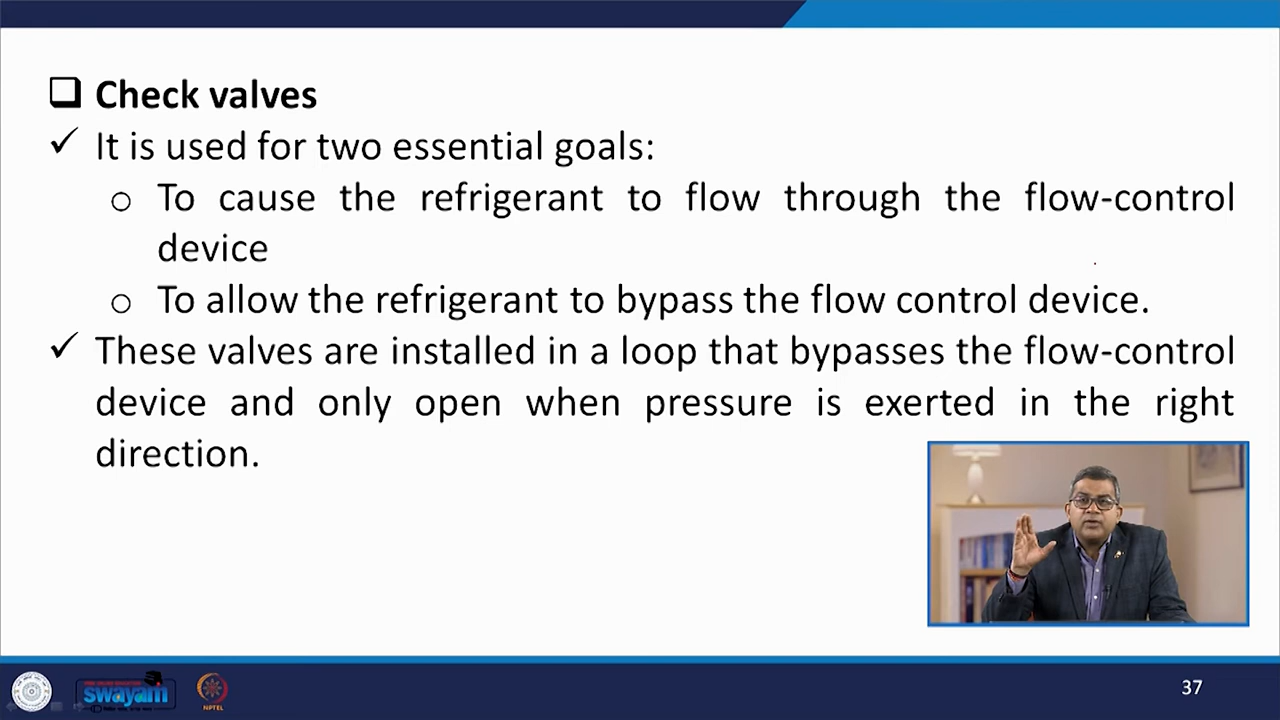 Check valves
It is used for two essential goals:
To cause the refrigerant to flow through the flow-control
device
To allow the refrigerant to bypass the flow control device.
These valves are installed in a loop that bypasses the flow-control
device and only open when pressure is exerted in the right
direction.
swayam
NPTEL
37